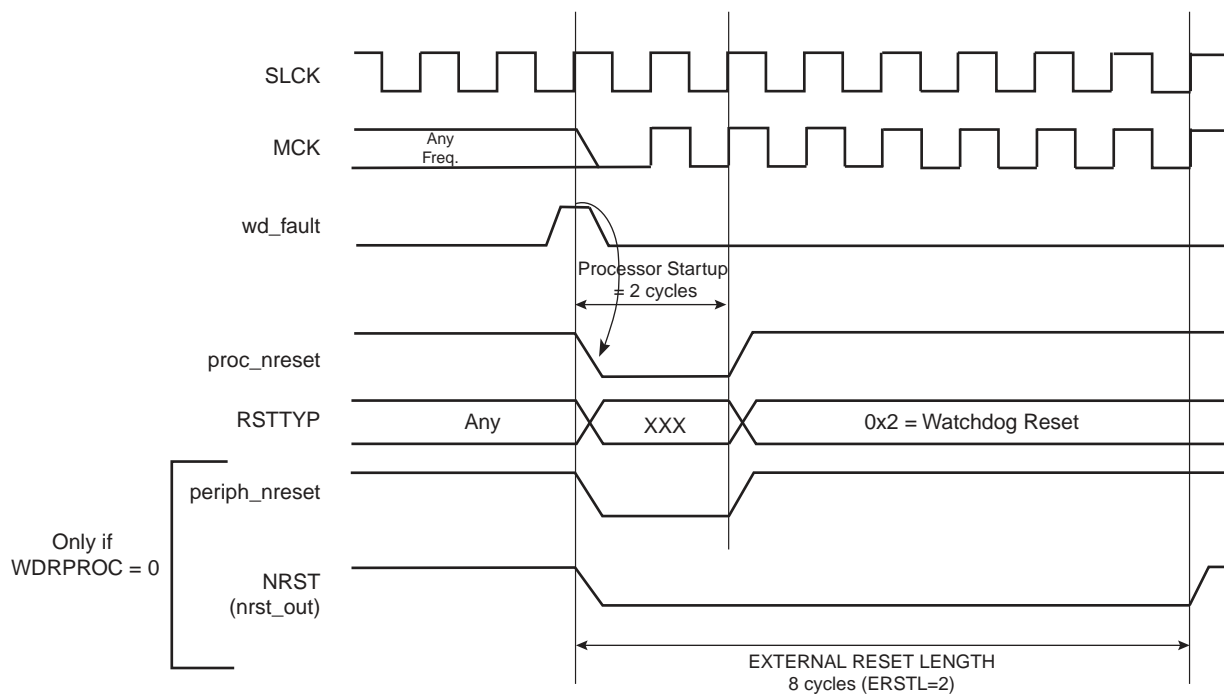 SLCK
MCK
Any
Freq.
wd_fault
Processor Startup
= 2 cycles
proc_nreset
RSTTYP
Any
XXX
0x2 = Watchdog Reset
periph_nreset
Only if
WDRPROC = 0
NRST
(nrst_out)
EXTERNAL RESET LENGTH
8 cycles (ERSTL=2)